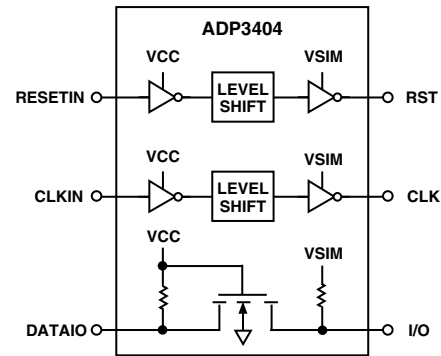 ADP3404
VCC
VSIM
RESETIN
LEVEL
SHIFT
RST
VCC
VSIM
CLKIN
LEVEL
SHIFT
CLK
VCC
VSIM
DATAIO
I/O